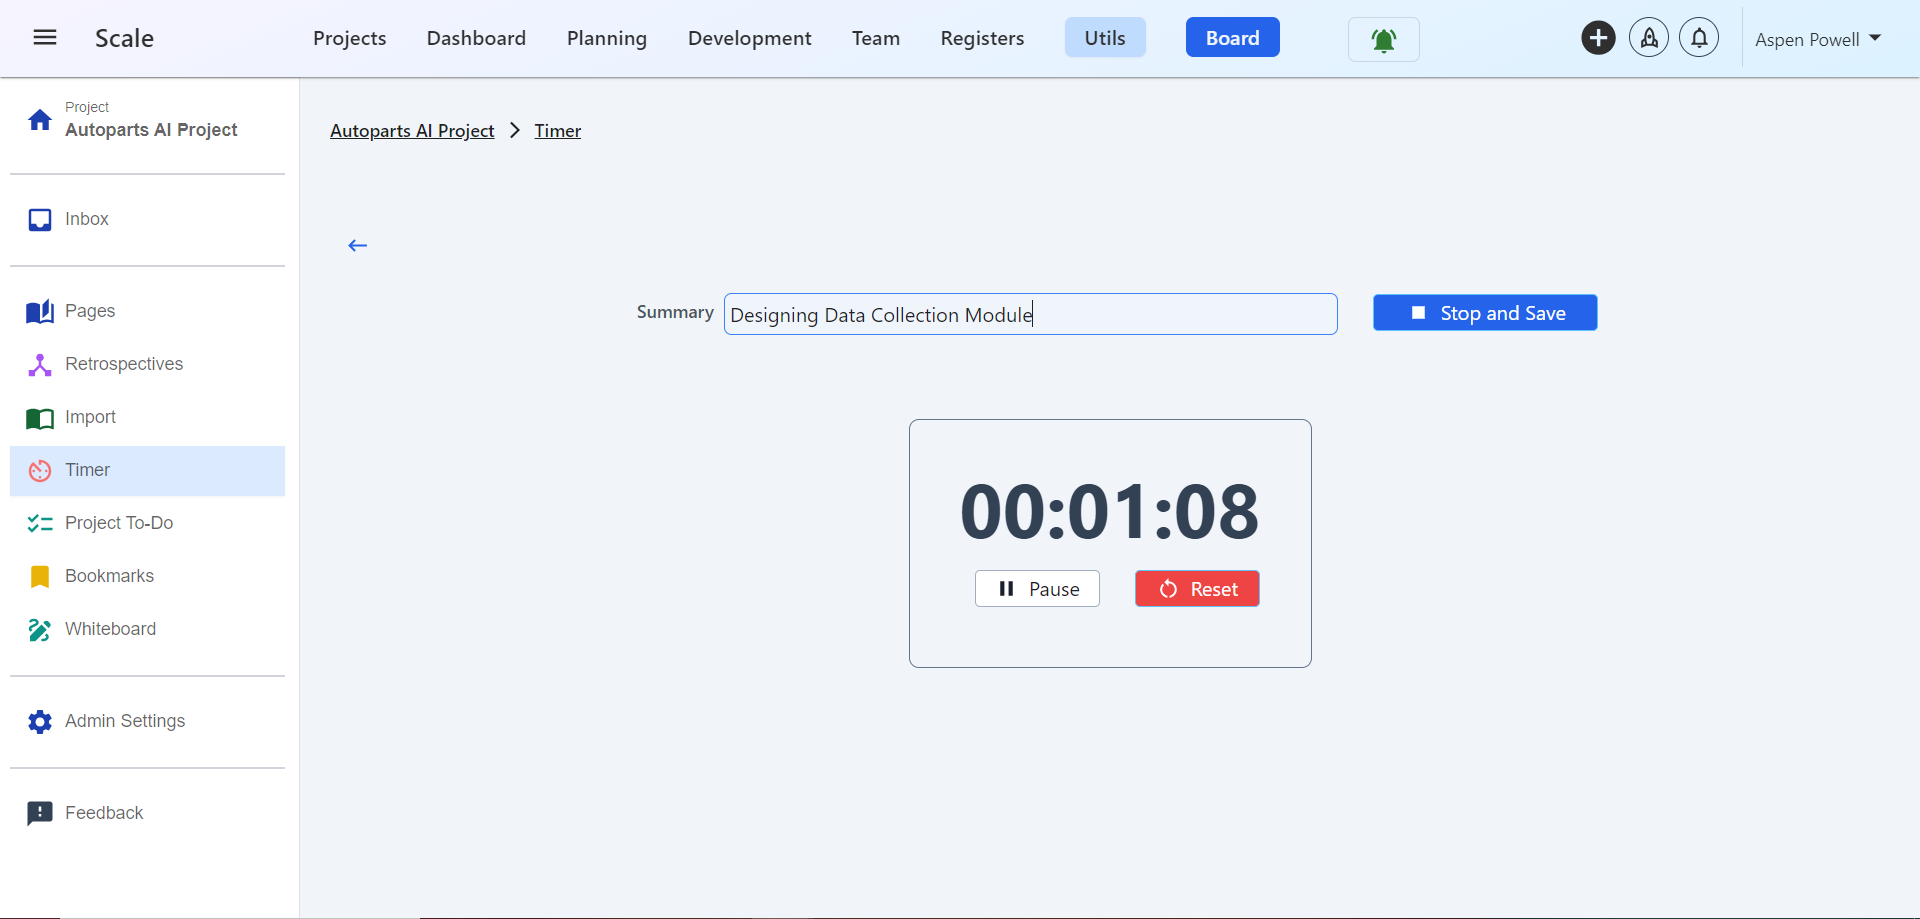 Scale
Projects
Dashboard
Planning
Development
Team
Registers
Utils
Board
Aspen Powell
Project
Autoparts AI Project
Inbox
Pages
Retrospectives
Import
Timer
Project To-Do
Bookmarks
Whiteboard
Admin Settings
Feedback
Autoparts AI Project > Timer
Summary
Designing Data Collection Module
Stop and Save
00:01:08
Pause
Reset